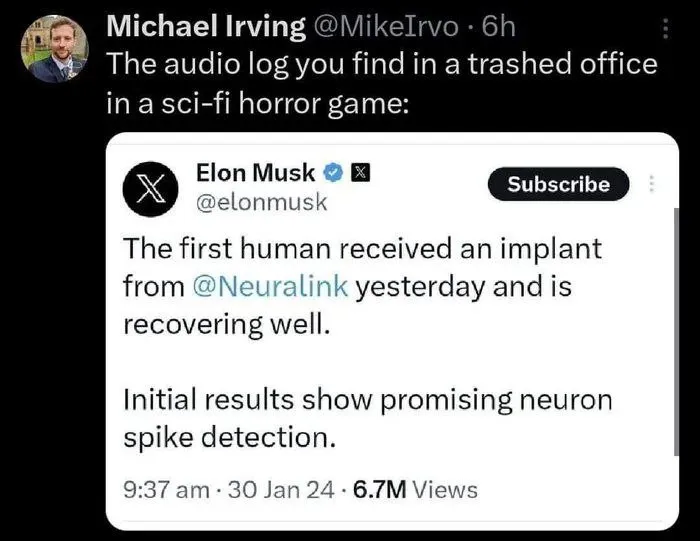 Michael Irving @MikeIrvo · 6h
The audio log you find in a trashed office
in a sci-fi horror game:
Elon Musk
Subscribe
@elonmusk
The first human received an implant
from @Neuralink yesterday and is
recovering well.
Initial results show promising neuron
spike detection.
9:37 am · 30 Jan 24 · 6.7M Views